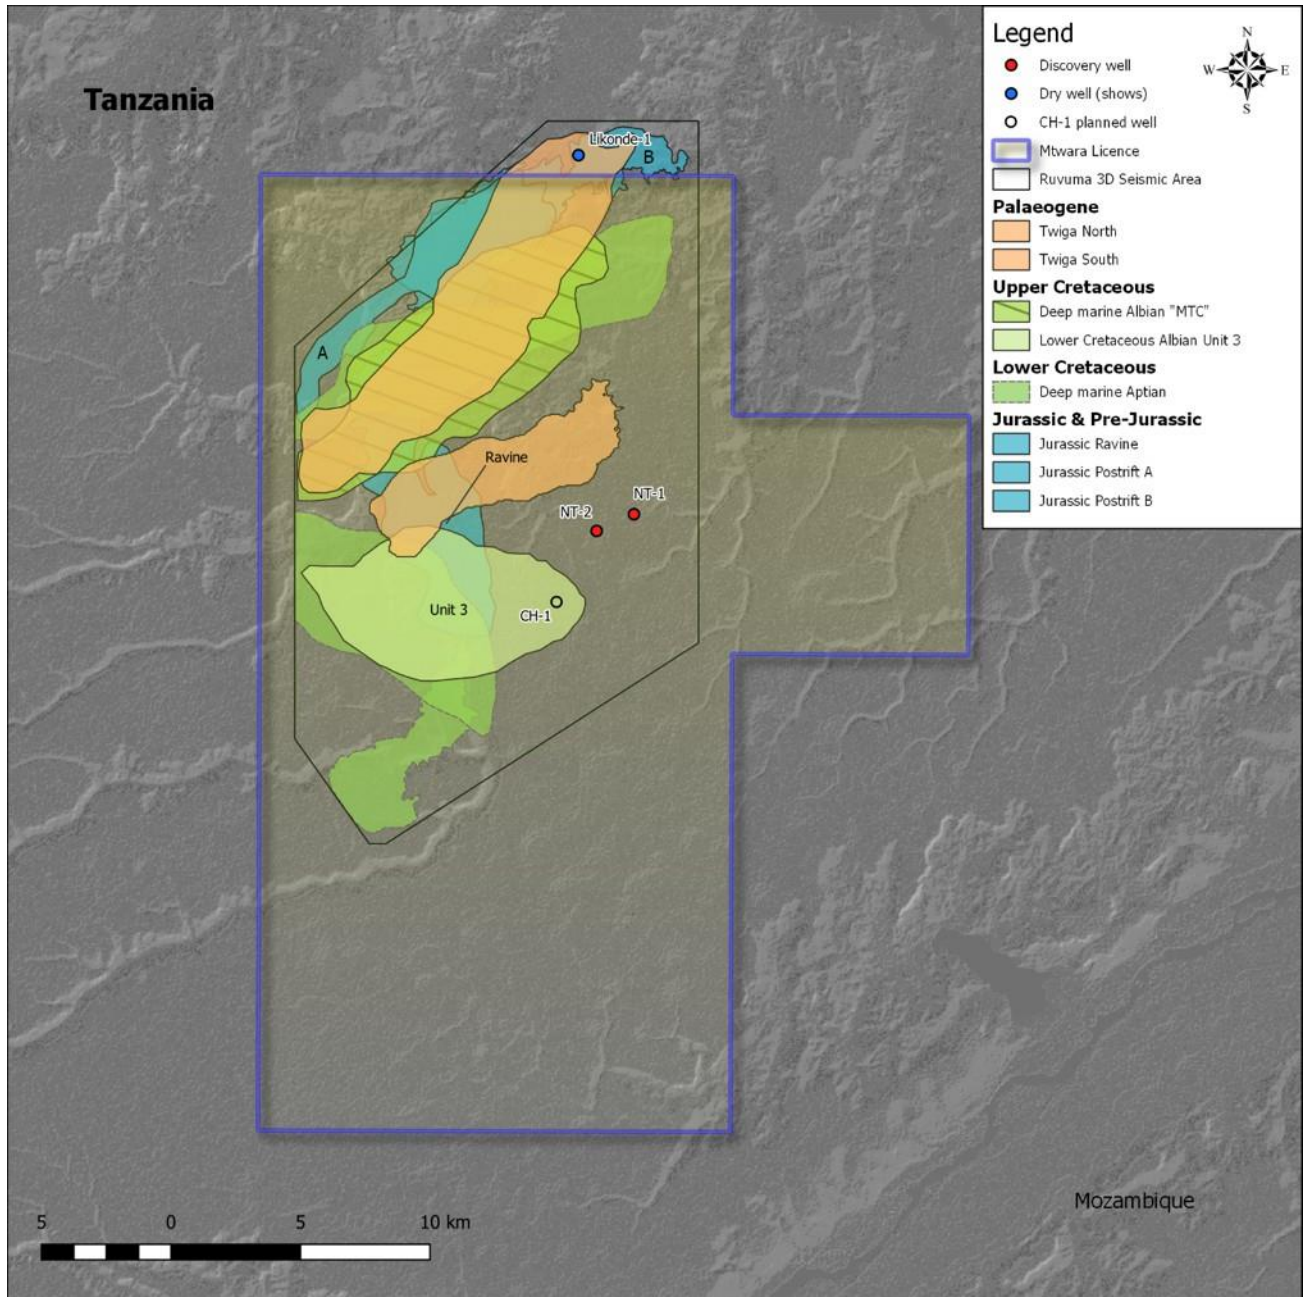 Tanzania
Likonde-1
B
A
Ravine
NT-1
NT-2
Unit 3
CH-1
Mozambique
5 0 5 10 km
Legend
N
W E
S
Discovery well
Dry well (shows)
CH-1 planned well
Mtwara Licence
Ruvuma 3D Seismic Area
Palaeogene
Twiga North
Twiga South
Upper Cretaceous
Deep marine Albian "MTC"
Lower Cretaceous Albian Unit 3
Lower Cretaceous
Deep marine Aptian
Jurassic & Pre-Jurassic
Jurassic Ravine
Jurassic Postrift A
Jurassic Postrift B